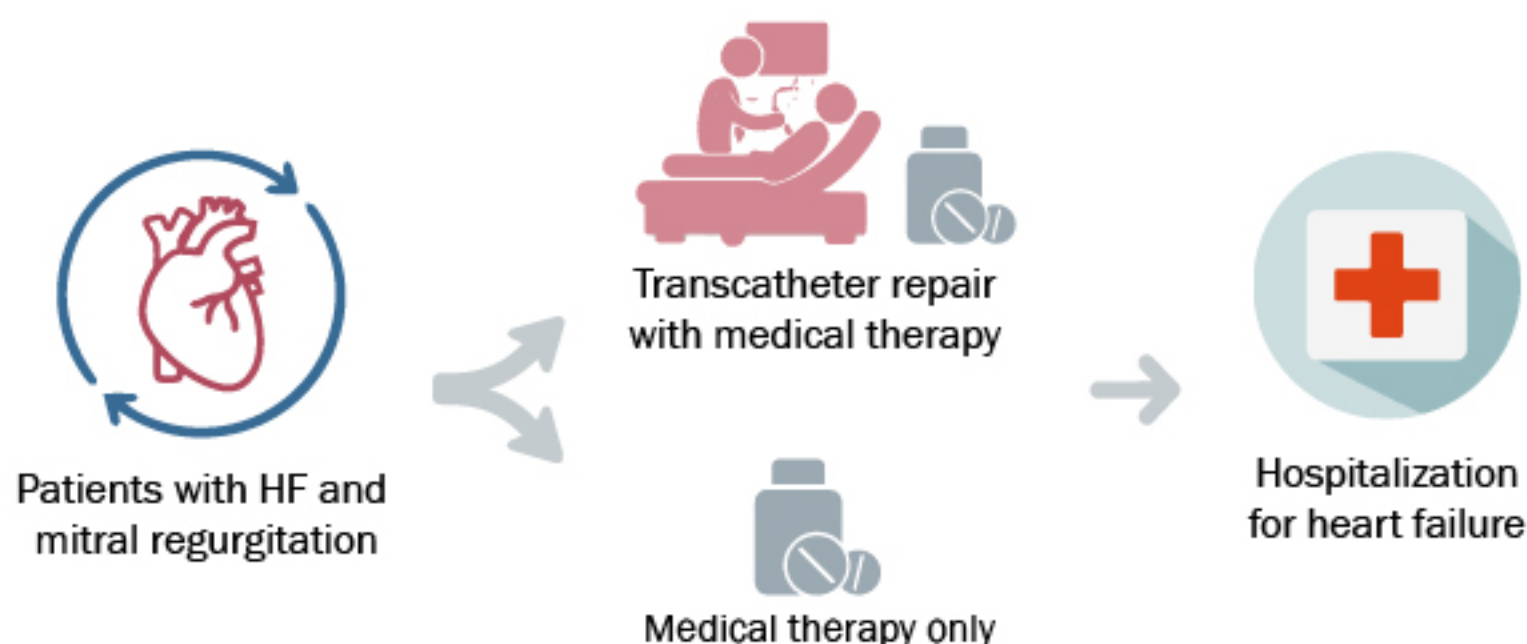 Patients with HF and
mitral regurgitation
Transcatheter repair
with medical therapy
Medical therapy only
Hospitalization
for heart failure